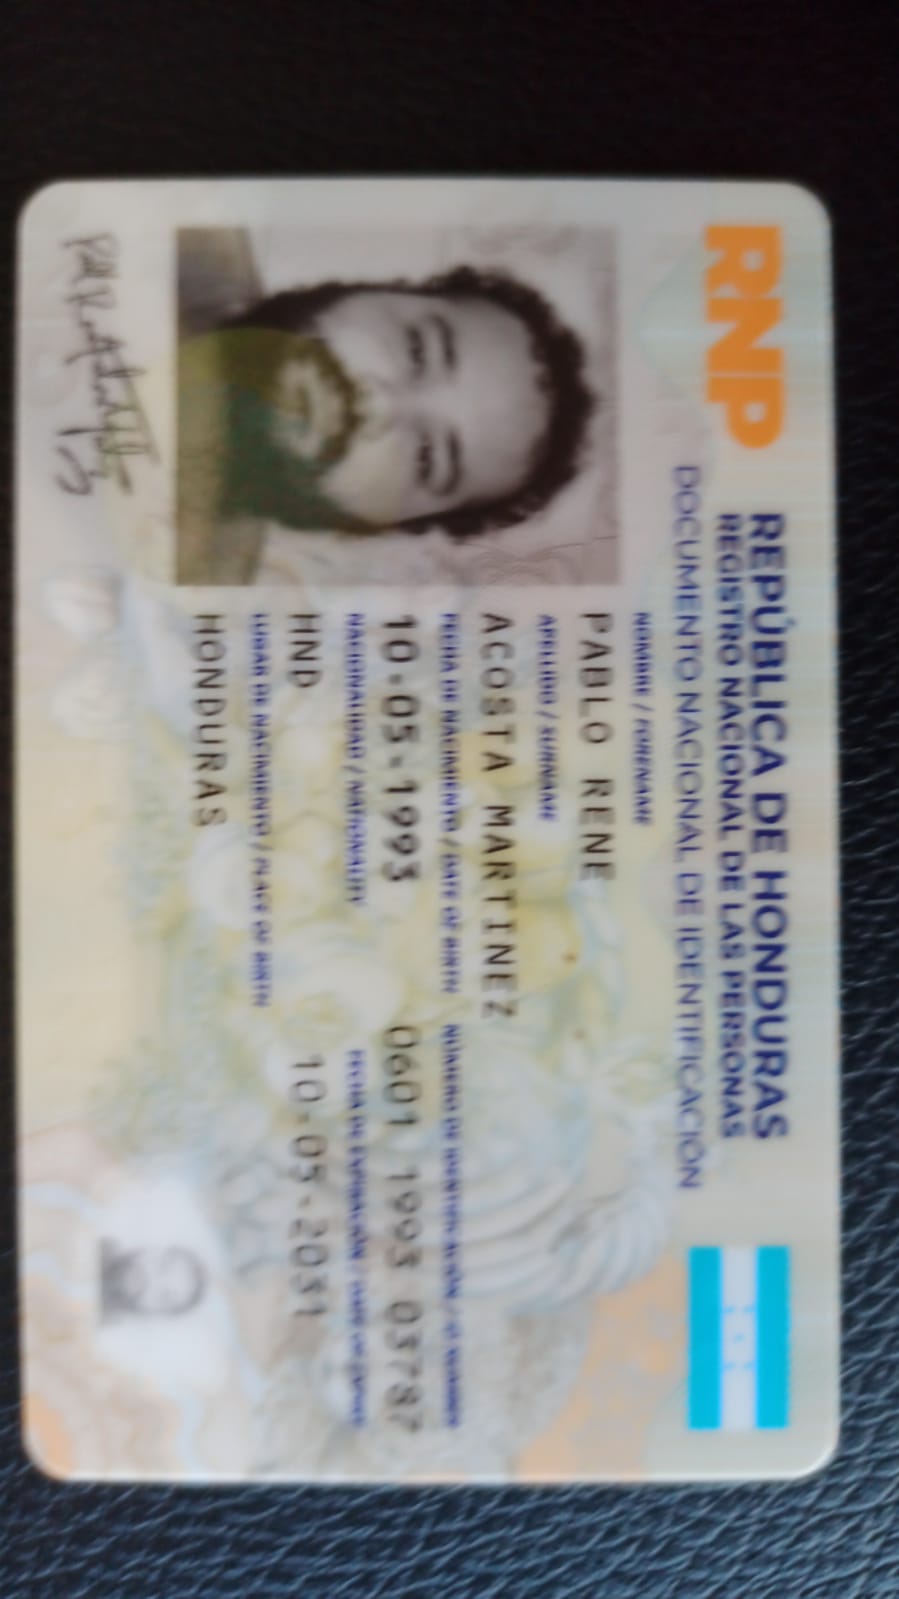 RNP
REPÚBLICA DE HONDURAS
REGISTRO NACIONAL DE LAS PERSONAS
DOCUMENTO NACIONAL DE IDENTIFICACIÓN
NOMBRE / FORENAME
PABLO RENE
APELLIDO / SURNAME
ACOSTA MARTINEZ
FECHA DE NACIMIENTO / DATE OF BIRTH NÚMERO DE IDENTIFICACIÓN / ID NUMBER
10-05-1993 0601 1993 03787
NACIONALIDAD / NATIONALITY FECHA DE EXPIRACIÓN / DATE OF EXPIRY
HND 10-05-2031
LUGAR DE NACIMIENTO / PLACE OF BIRTH
HONDURAS